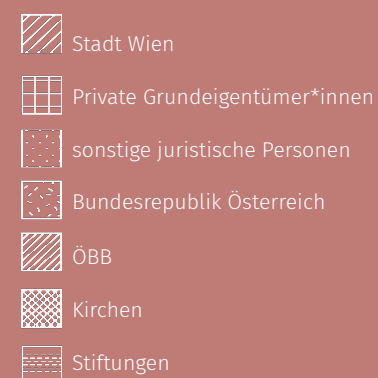 Stadt Wien
Private Grundeigentümer*innen
sonstige juristische Personen
Bundesrepublik Österreich
ÖBB
Kirchen
Stiftungen